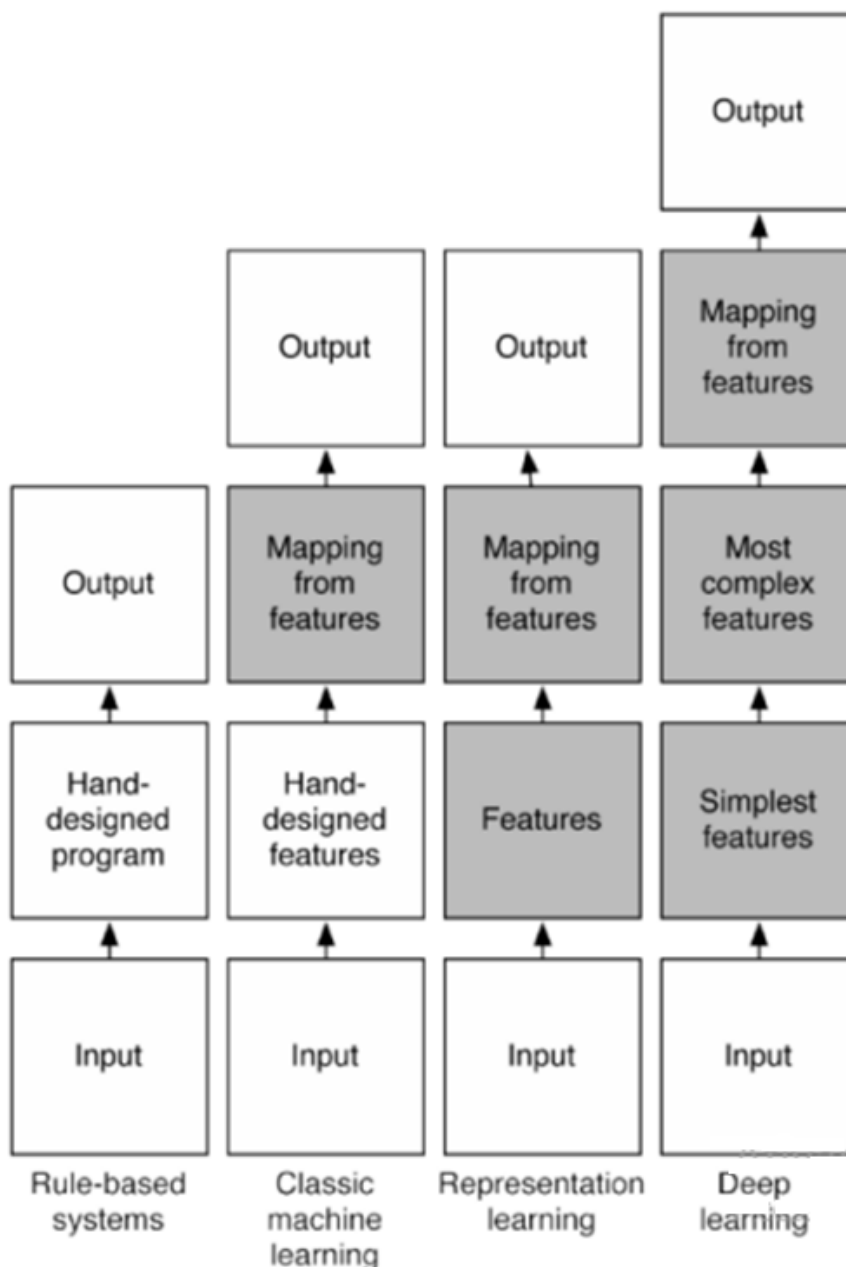 Output
Mapping
from
features
Most
complex
features
Simplest
features
Input
Deep
learning
Output
Mapping
from
features
Features
Input
Representation
learning
Output
Mapping
from
features
Hand-
designed
features
Input
Classic
machine
learning
Output
Hand-
designed
program
Input
Rule-based
systems